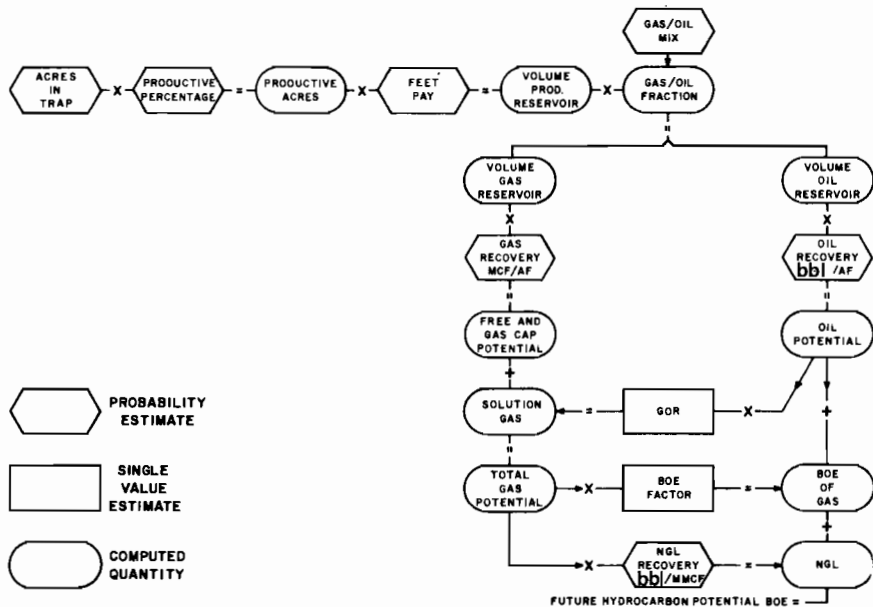 GAS/OIL
MIX
ACRES
IN
TRAP
X
PRODUCTIVE
PERCENTAGE
=
PRODUCTIVE
ACRES
X
FEET
PAY
=
VOLUME
PROD.
RESERVOIR
X
GAS/OIL
FRACTION
=
VOLUME
GAS
RESERVOIR
VOLUME
OIL
RESERVOIR
X
X
GAS
RECOVERY
MCF/AF
OIL
RECOVERY
bbl /AF
=
=
FREE AND
GAS CAP
POTENTIAL
OIL
POTENTIAL
+
PROBABILITY
ESTIMATE
SOLUTION
GAS
=
GOR
X
+
=
SINGLE
VALUE
ESTIMATE
TOTAL
GAS
POTENTIAL
X
BOE
FACTOR
=
BOE
OF
GAS
+
COMPUTED
QUANTITY
X
NGL
RECOVERY
bbl/MMCF
=
NGL
FUTURE HYDROCARBON POTENTIAL BOE =